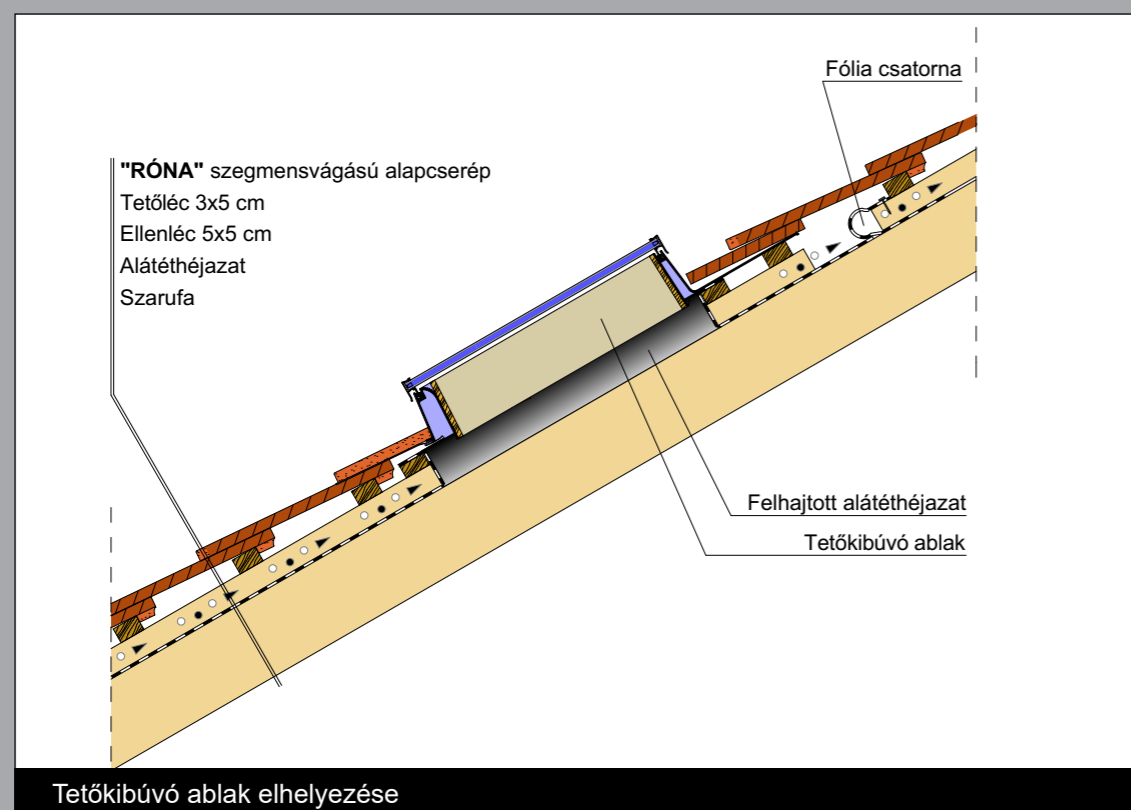 Fólia csatorna
"RÓNA" szegmensvágású alapcserép
Tetőléc 3x5 cm
Ellenléc 5x5 cm
Alátéthéjazat
Szarufa
Felhajtott alátéthéjazat
Tetőkibúvó ablak
Tetőkibúvó ablak elhelyezése